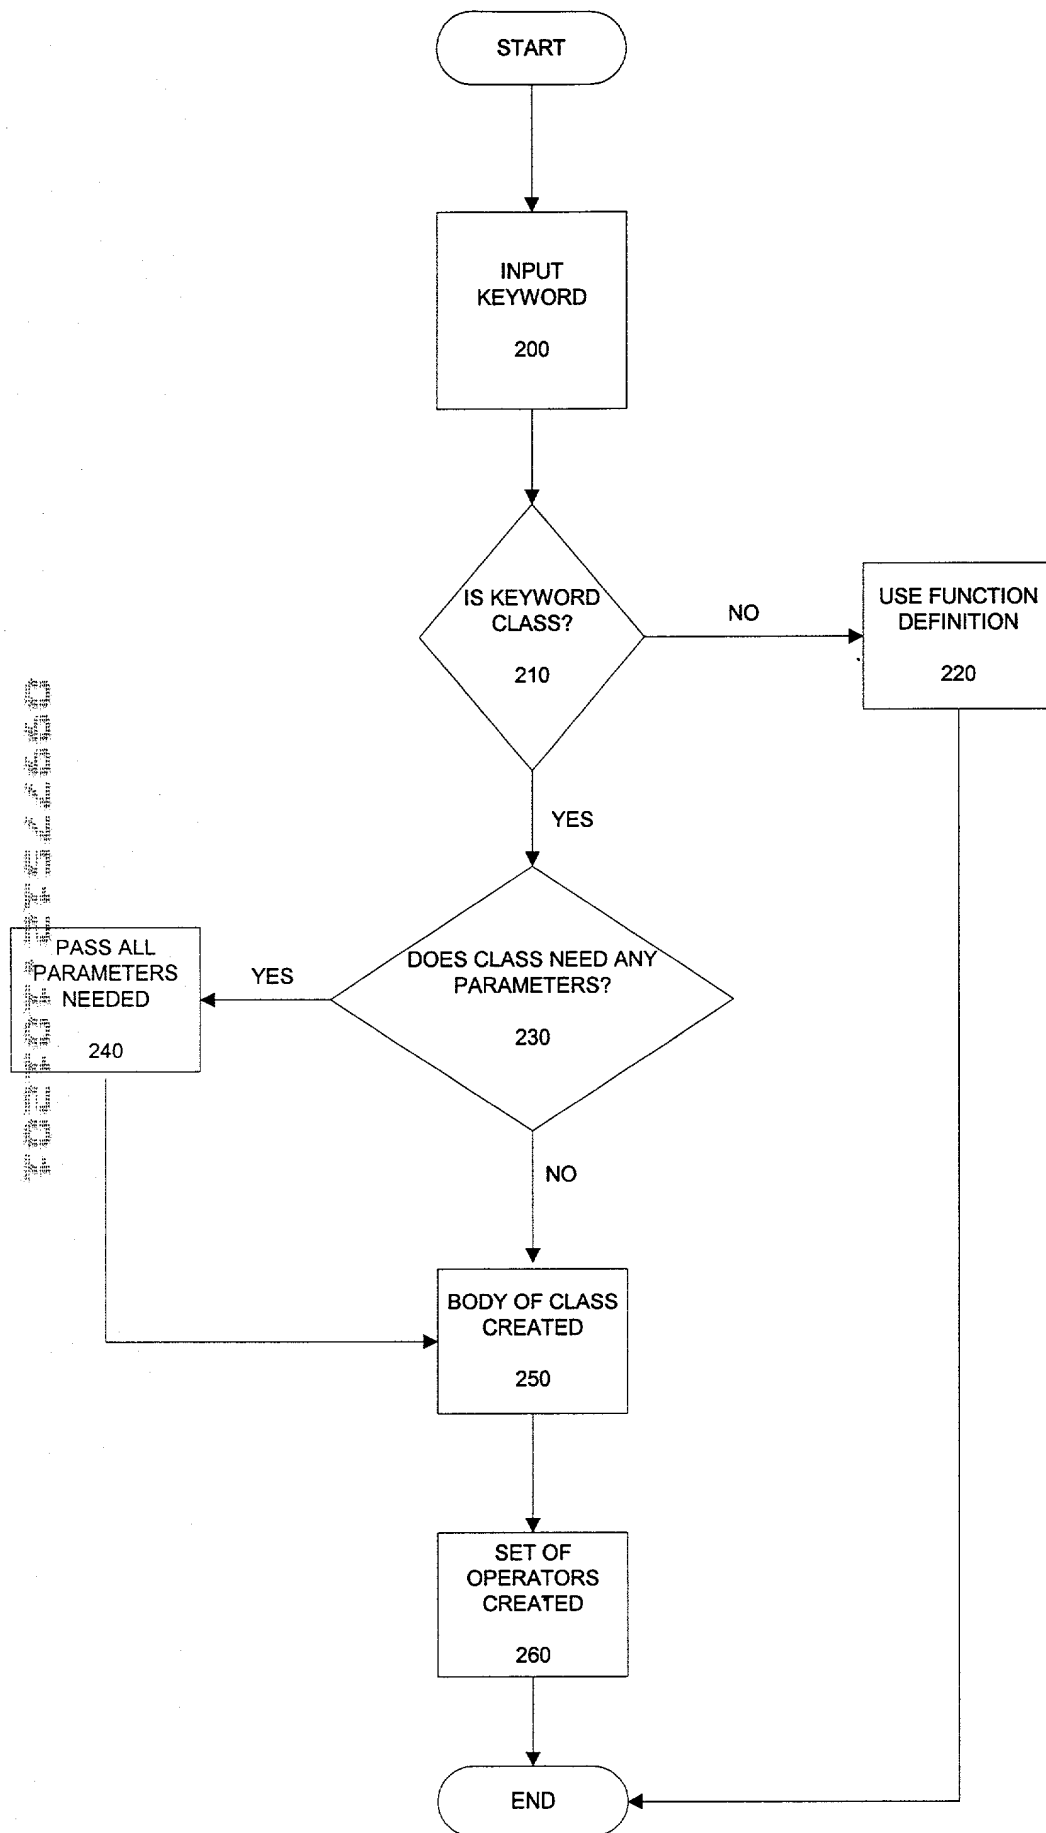 START
INPUT
KEYWORD
200
IS KEYWORD
CLASS?
210
NO
USE FUNCTION
DEFINITION
220
YES
DOES CLASS NEED ANY
PARAMETERS?
230
YES
PASS ALL
PARAMETERS
NEEDED
240
NO
BODY OF CLASS
CREATED
250
SET OF
OPERATORS
CREATED
260
END